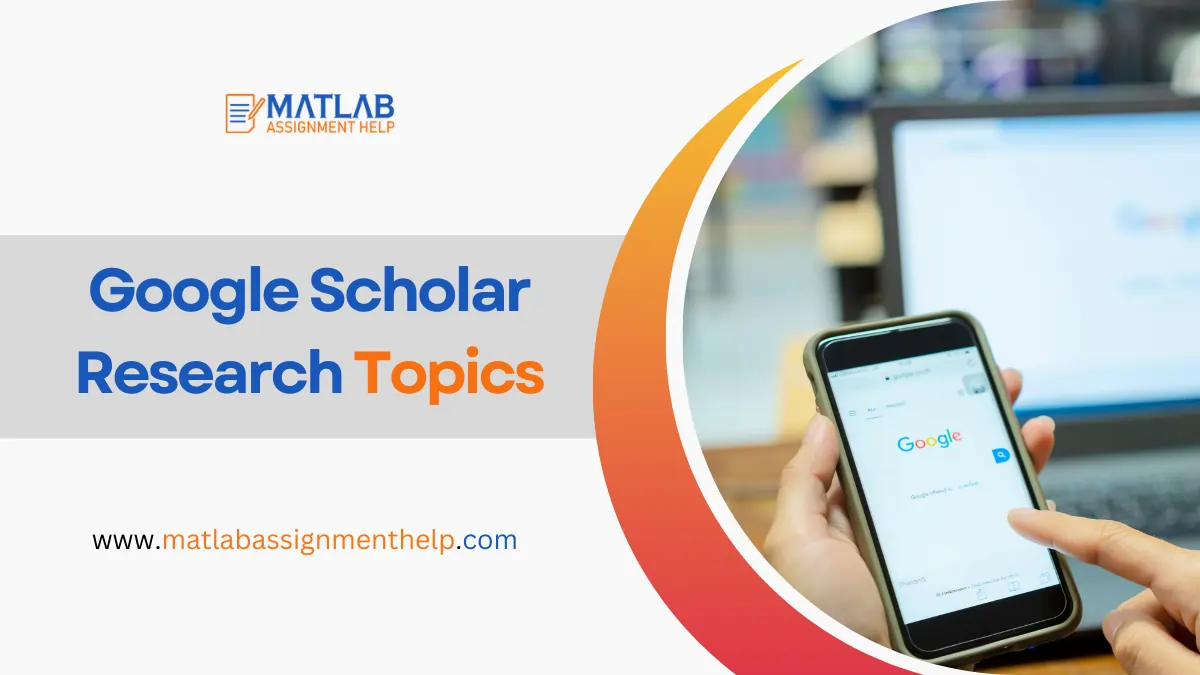 MATLAB
ASSIGNMENT HELP
Google Scholar
Research Topics
www.matlabassignmenthelp.com
Google